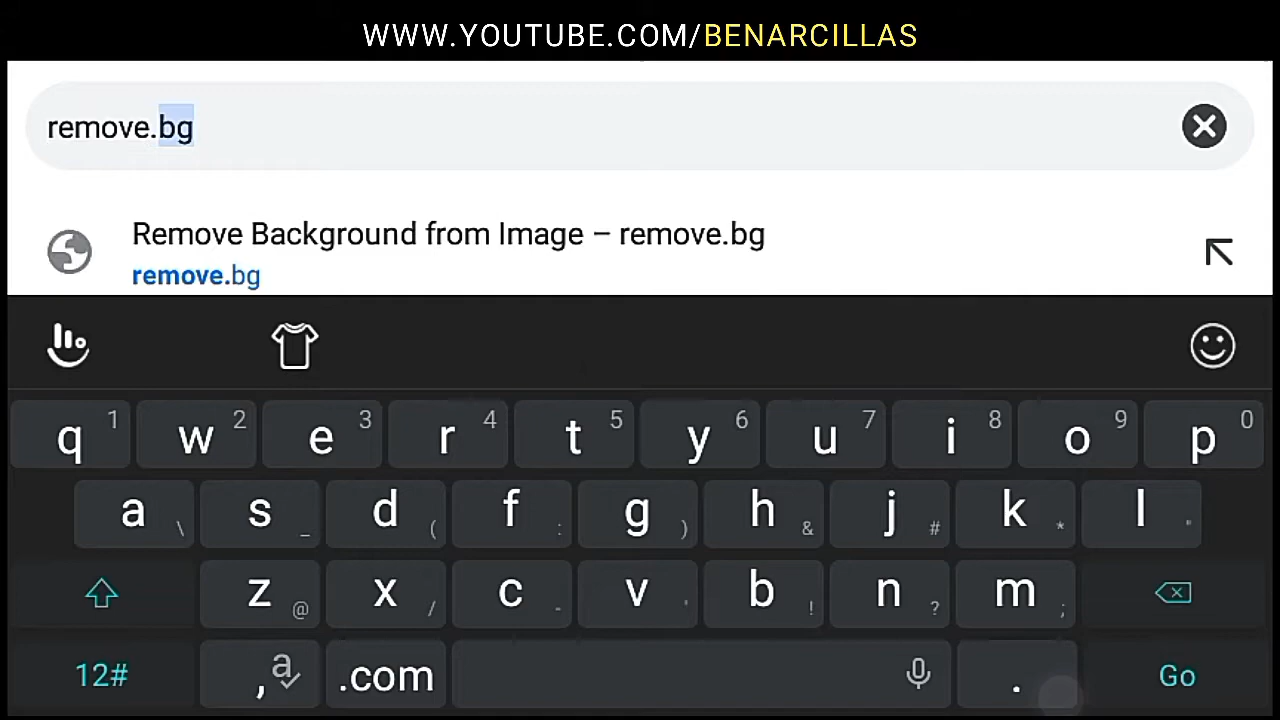 WWW.YOUTUBE.COM/BENARCILLAS
remove.bg
Remove Background from Image – remove.bg
remove.bg
q 1 w 2 e 3 r 4 t 5 y 6 u 7 i 8 o 9 p 0
a \ s _ d ( f : g ) h & j # k * l "
z @ x / c - v ' b ! n ? m ;
12# , a .com . Go